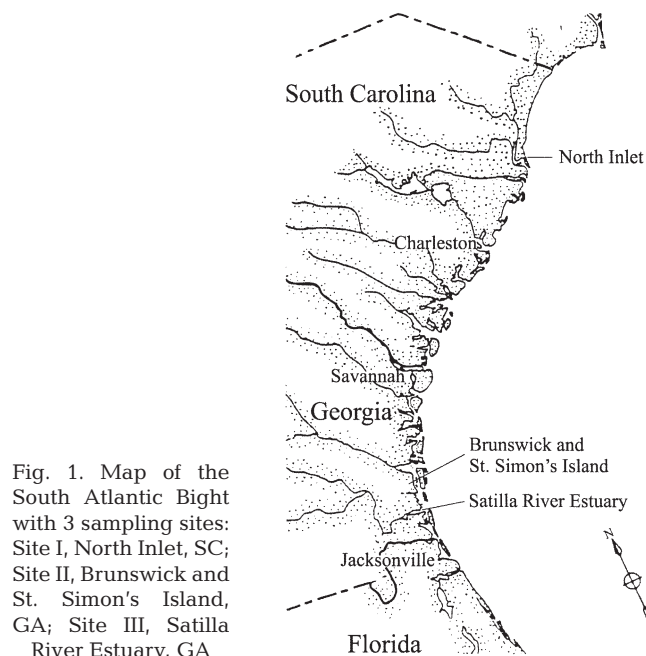 South Carolina
North Inlet
Charleston
Savannah
Georgia
Brunswick and
St. Simon's Island
Satilla River Estuary
Jacksonville
N
Florida
Fig. 1. Map of the
South Atlantic Bight
with 3 sampling sites:
Site I, North Inlet, SC;
Site II, Brunswick and
St. Simon's Island,
GA; Site III, Satilla
River Estuary, GA